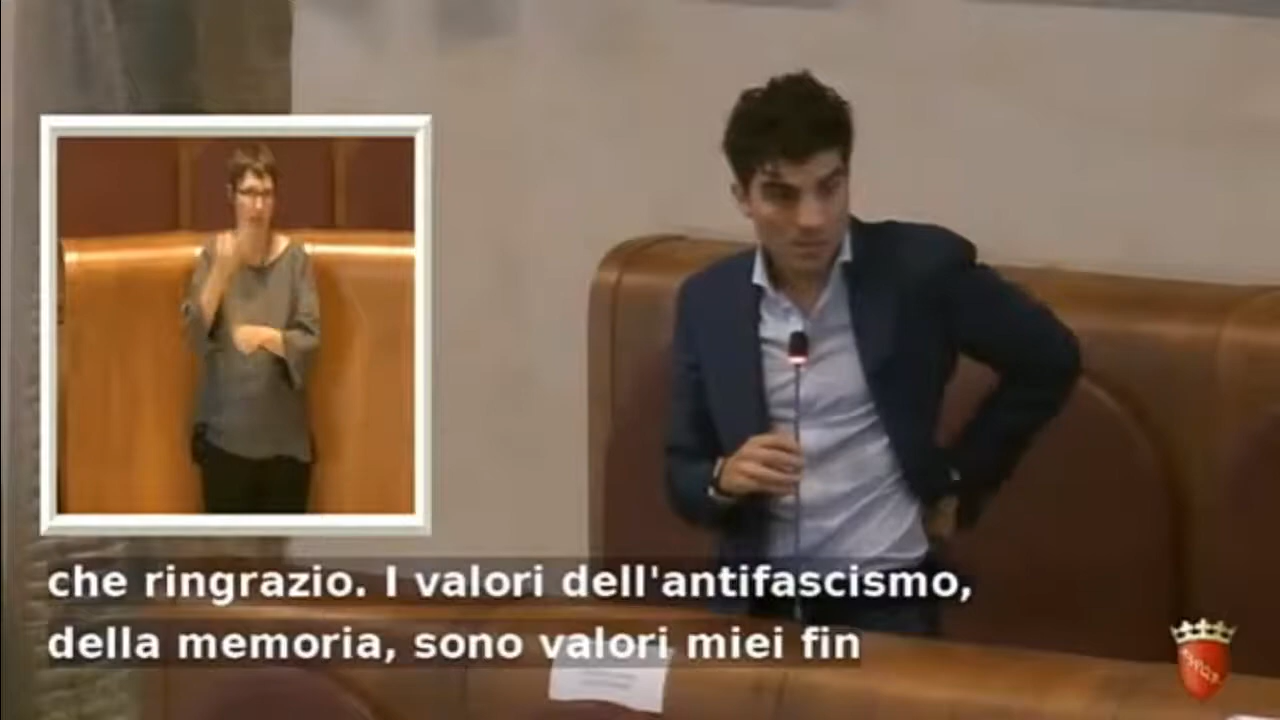 che ringrazio. I valori dell'antifascismo,
della memoria, sono valori miei fin